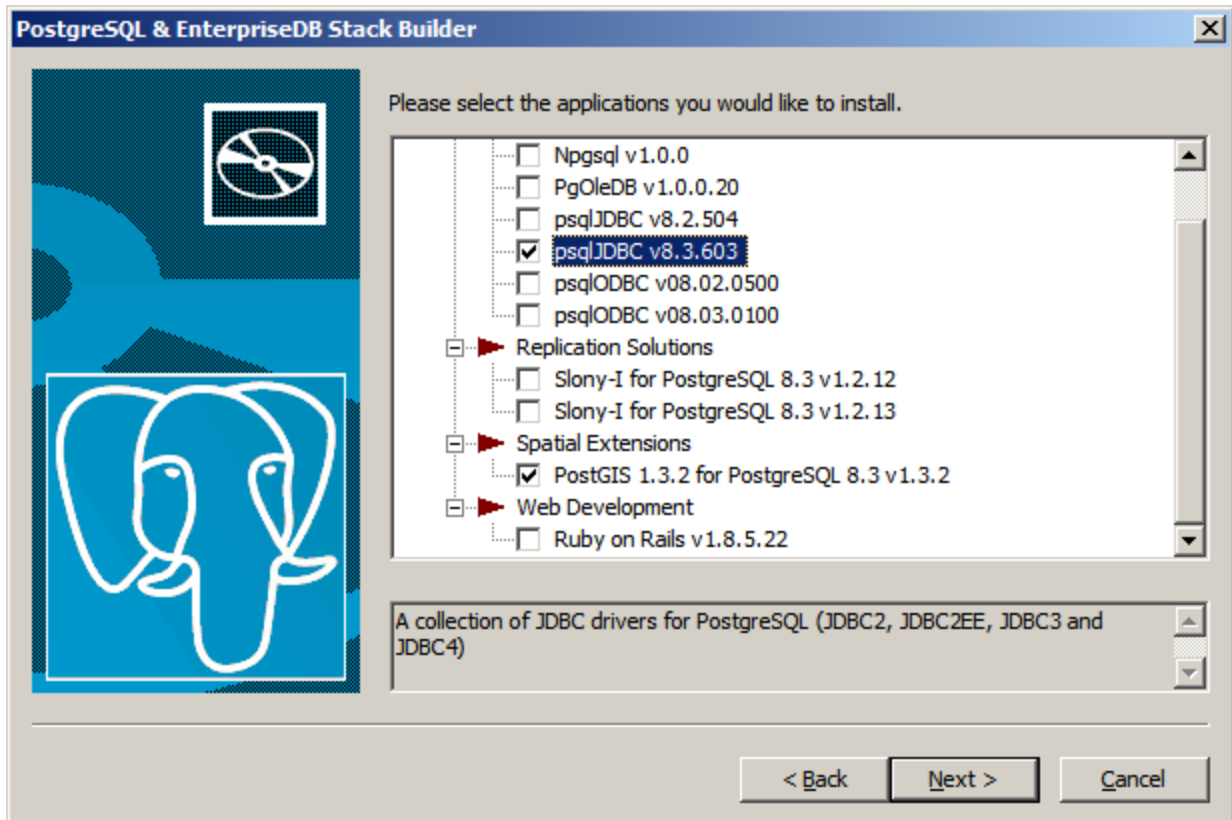 PostgreSQL & EnterpriseDB Stack Builder
Please select the applications you would like to install.
Npgsql v1.0.0
PgOleDB v1.0.0.20
psqlJDBC v8.2.504
psqlJDBC v8.3.603
psqlODBC v08.02.0500
psqlODBC v08.03.0100
Replication Solutions
Slony-I for PostgreSQL 8.3 v1.2.12
Slony-I for PostgreSQL 8.3 v1.2.13
Spatial Extensions
PostGIS 1.3.2 for PostgreSQL 8.3 v1.3.2
Web Development
Ruby on Rails v1.8.5.22
A collection of JDBC drivers for PostgreSQL (JDBC2, JDBC2EE, JDBC3 and
JDBC4)
< Back Next > Cancel